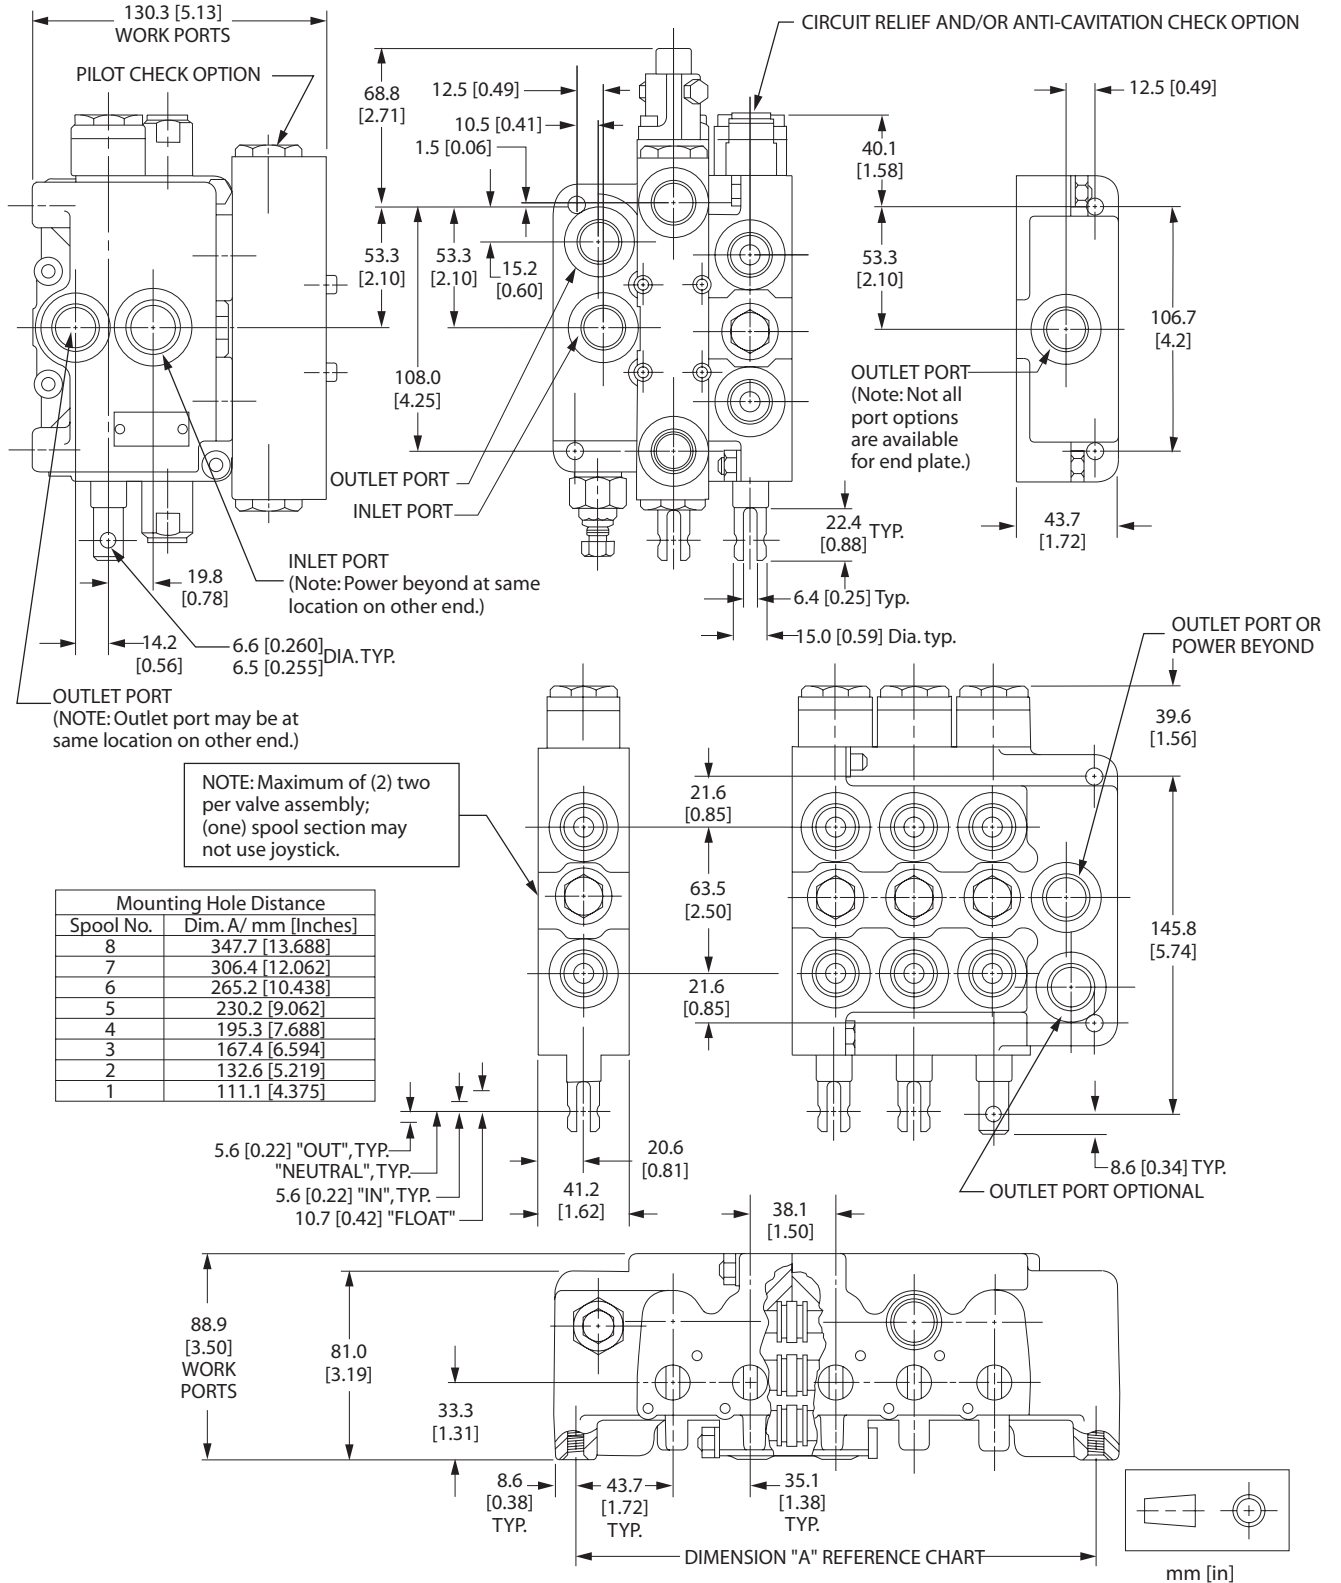 130.3 [5.13]
WORK PORTS
PILOT CHECK OPTION
CIRCUIT RELIEF AND/OR ANTI-CAVITATION CHECK OPTION
68.8
[2.71]
12.5 [0.49]
10.5 [0.41]
1.5 [0.06]
40.1
[1.58]
12.5 [0.49]
53.3
[2.10]
53.3
[2.10]
15.2
[0.60]
53.3
[2.10]
106.7
[4.2]
108.0
[4.25]
OUTLET PORT
(Note: Not all
port options
are available
for end plate.)
OUTLET PORT
INLET PORT
22.4
[0.88] TYP.
43.7
[1.72]
INLET PORT
(Note: Power beyond at same
location on other end.)
19.8
[0.78]
6.4 [0.25] Typ.
15.0 [0.59] Dia. typ.
14.2
[0.56]
6.6 [0.260]
6.5 [0.255] DIA. TYP.
OUTLET PORT
(NOTE: Outlet port may be at
same location on other end.)
OUTLET PORT OR
POWER BEYOND
39.6
[1.56]
NOTE: Maximum of (2) two
per valve assembly;
(one) spool section may
not use joystick.
21.6
[0.85]
63.5
[2.50]
21.6
[0.85]
145.8
[5.74]
Mounting Hole Distance
Spool No. Dim. A/ mm [Inches]
8 347.7 [13.688]
7 306.4 [12.062]
6 265.2 [10.438]
5 230.2 [9.062]
4 195.3 [7.688]
3 167.4 [6.594]
2 132.6 [5.219]
1 111.1 [4.375]
5.6 [0.22] "OUT", TYP.
"NEUTRAL", TYP.
5.6 [0.22] "IN", TYP.
10.7 [0.42] "FLOAT"
20.6
[0.81]
41.2
[1.62]
8.6 [0.34] TYP.
OUTLET PORT OPTIONAL
38.1
[1.50]
88.9
[3.50]
WORK
PORTS
81.0
[3.19]
33.3
[1.31]
8.6
[0.38]
TYP.
43.7
[1.72]
TYP.
35.1
[1.38]
TYP.
DIMENSION "A" REFERENCE CHART
mm [in]